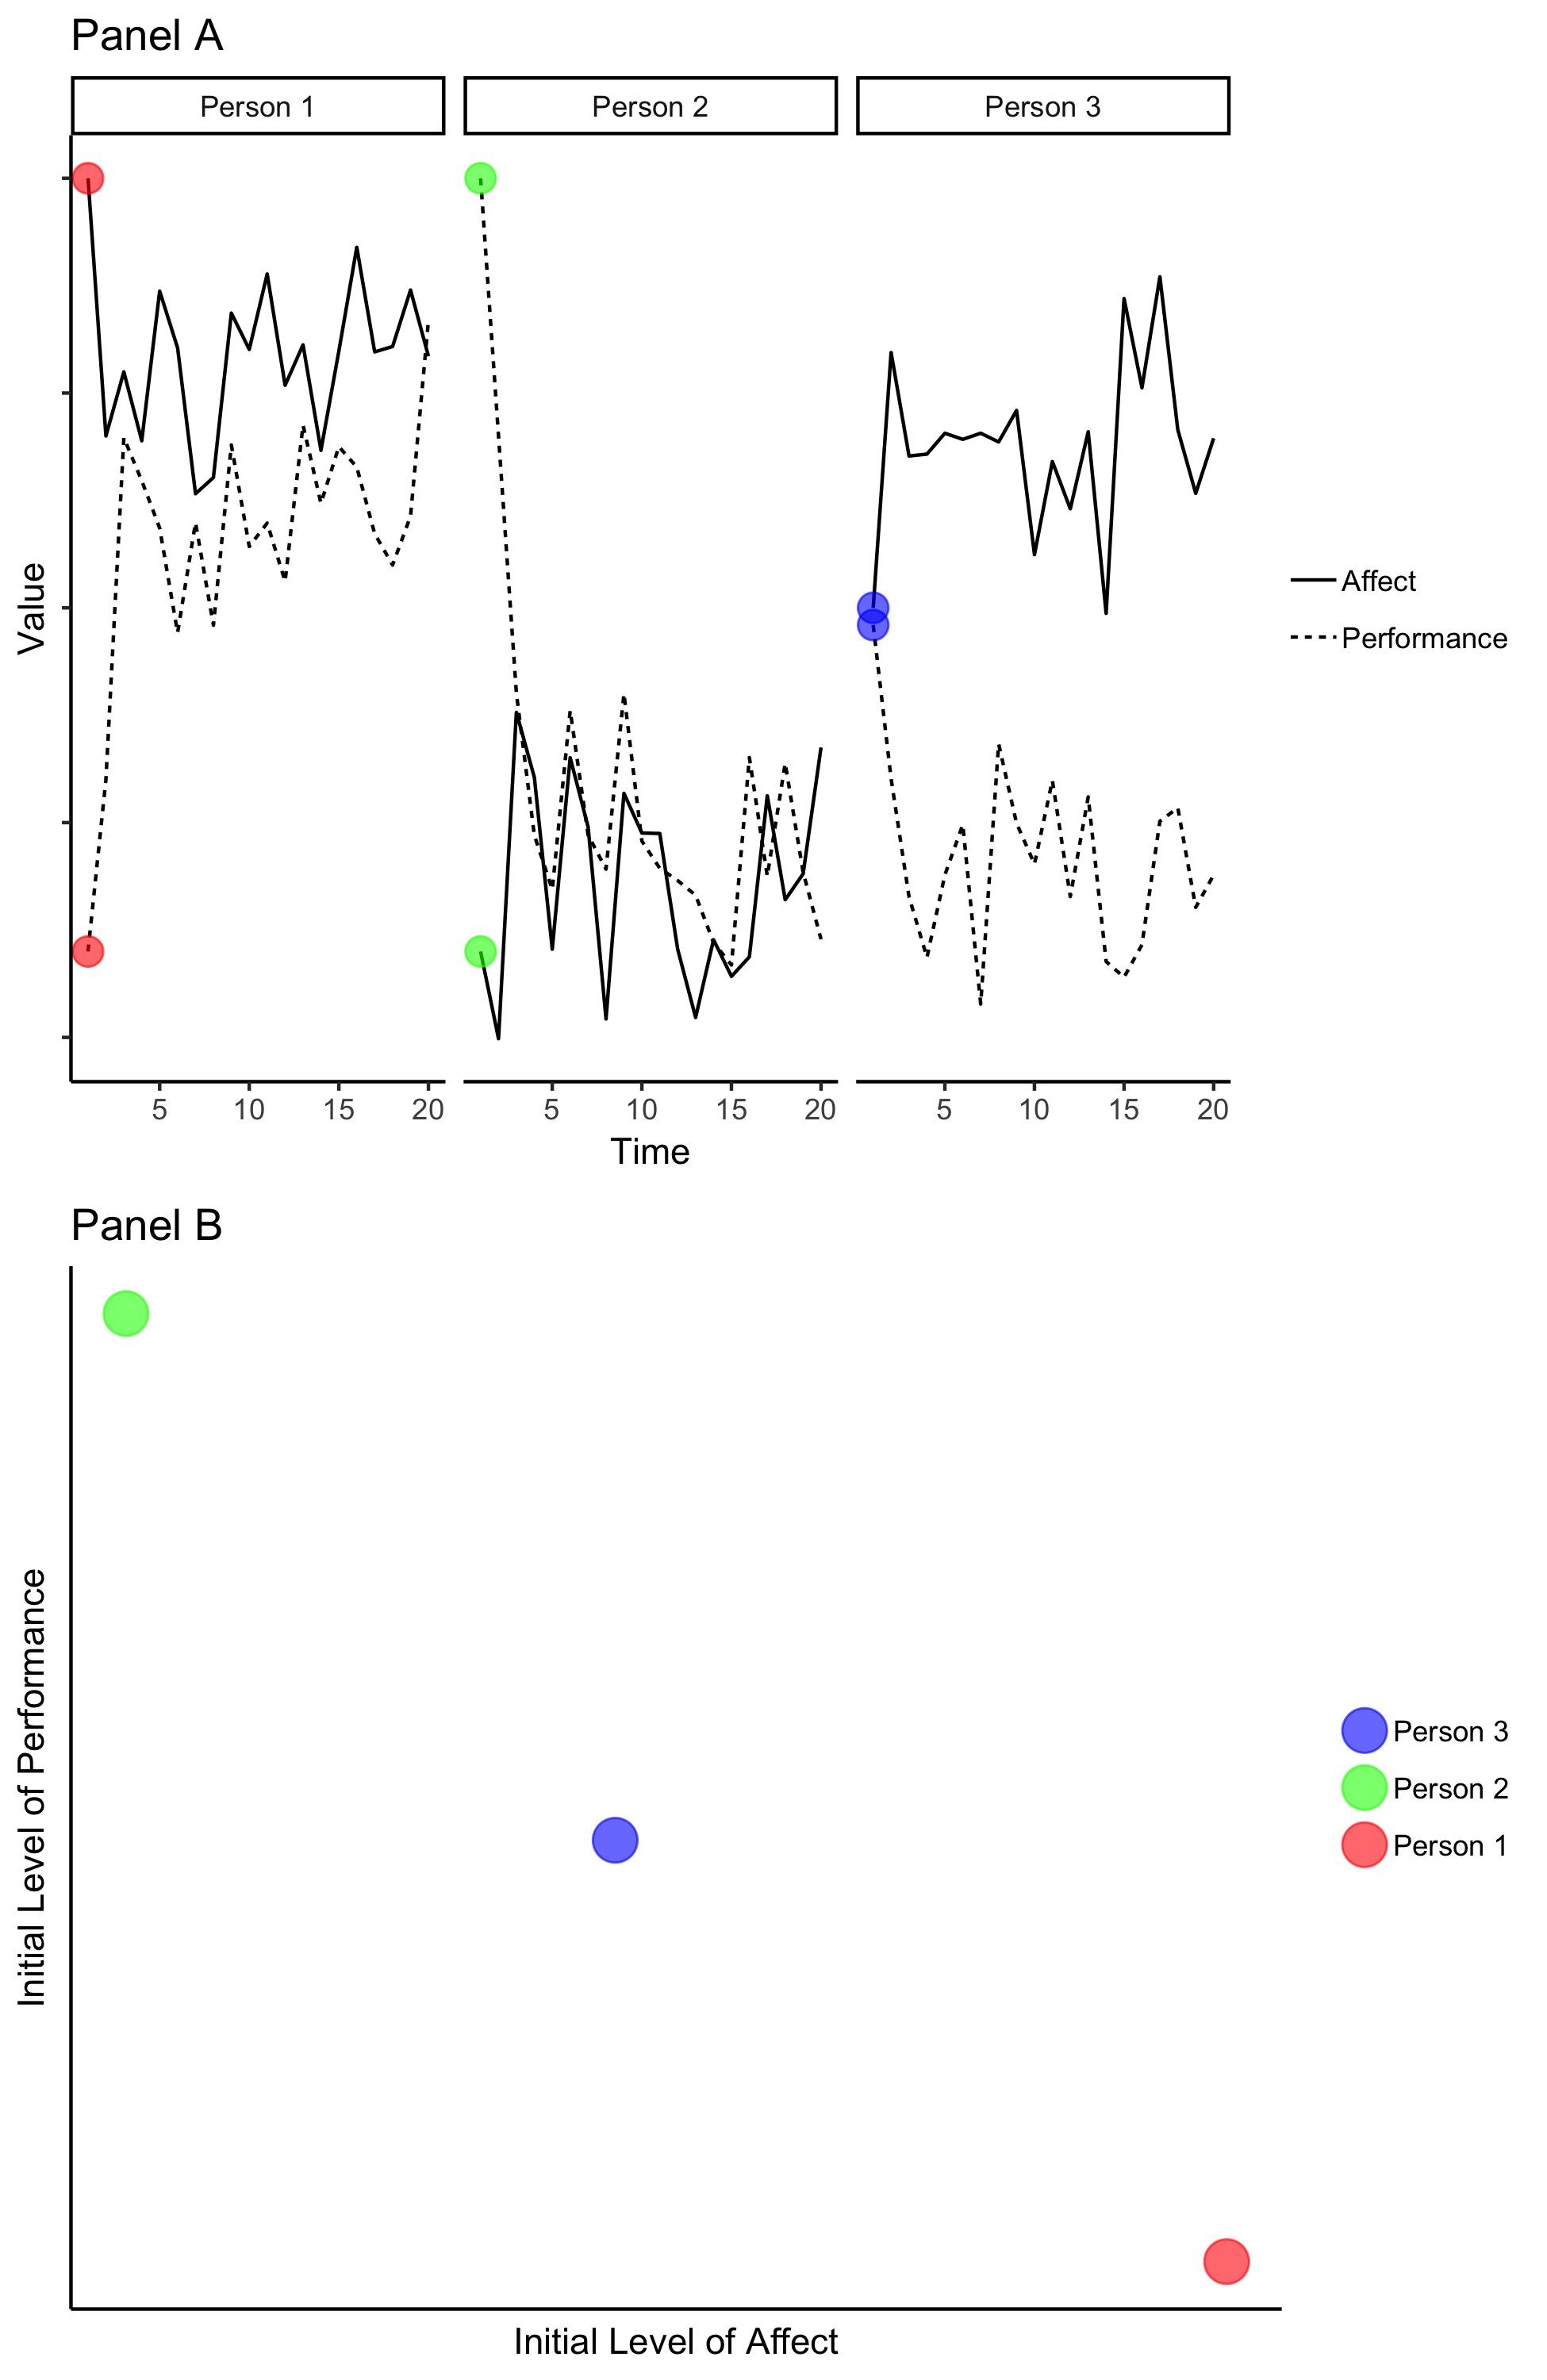 Panel A
Person 1
Person 2
Person 3
Value
Affect
Performance
5 10 15 20
5 10 15 20
5 10 15 20
Time
Panel B
Initial Level of Performance
Person 3
Person 2
Person 1
Initial Level of Affect